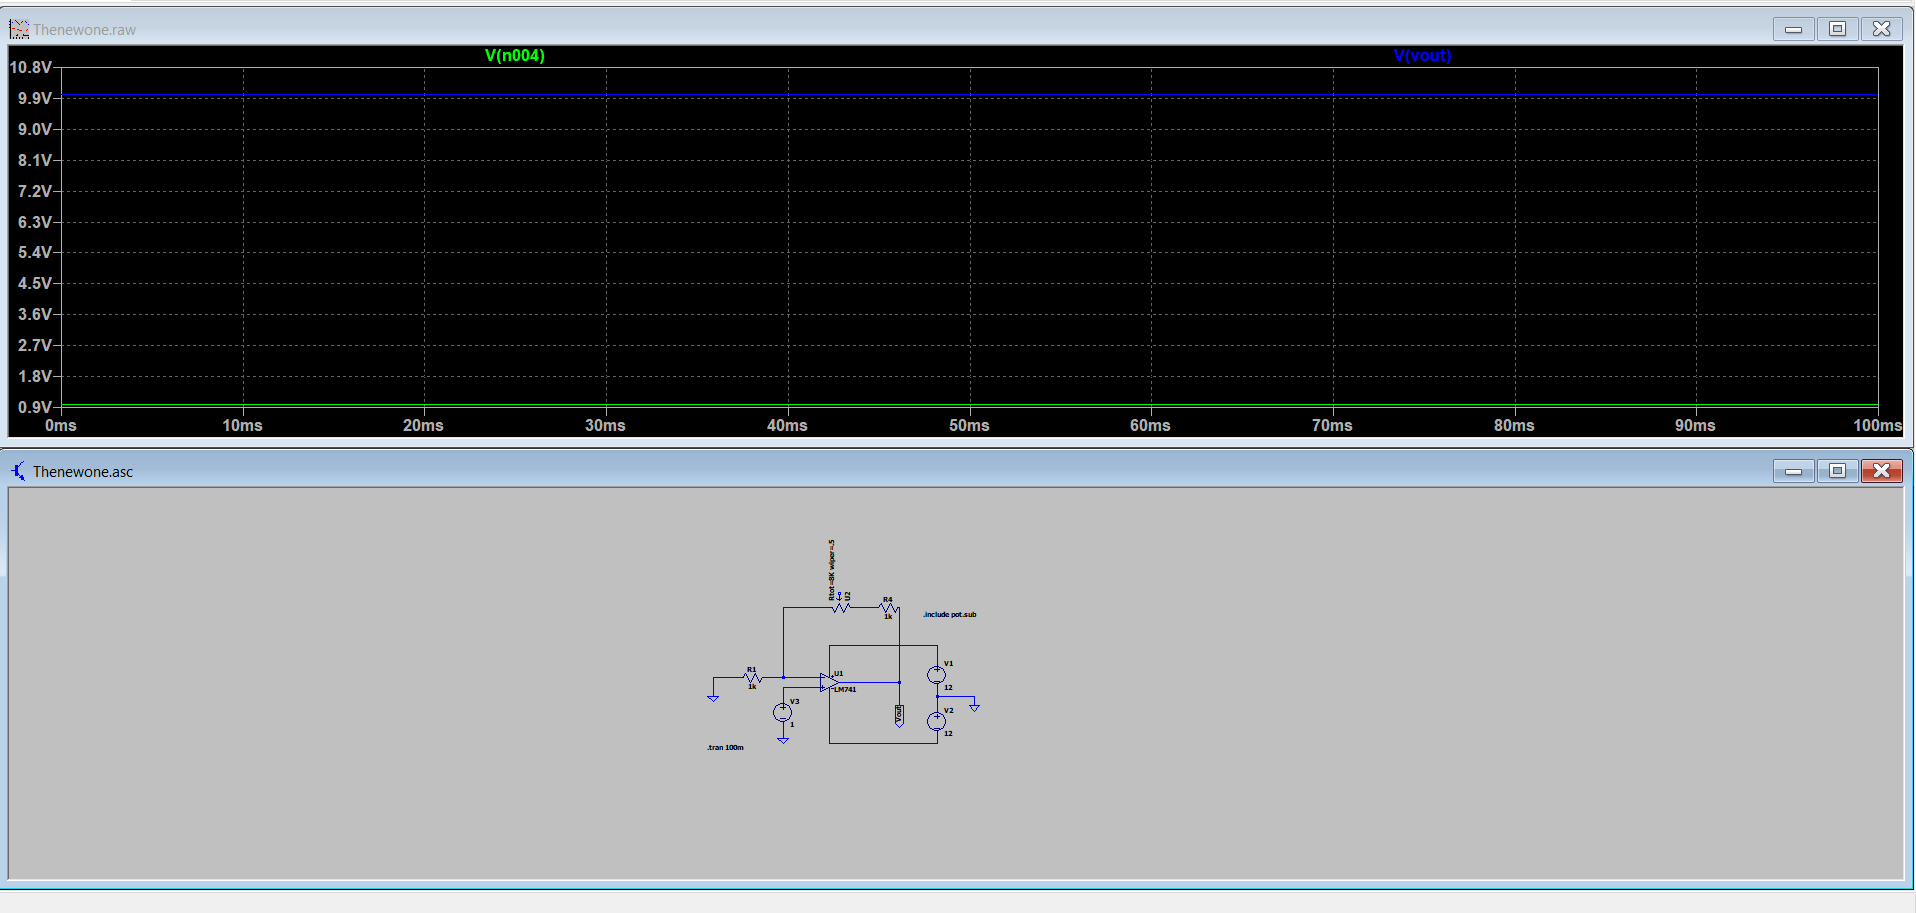 Thenewone.raw
V(n004) V(vout)
10.8V
9.9V
9.0V
8.1V
7.2V
6.3V
5.4V
4.5V
3.6V
2.7V
1.8V
0.9V
0ms 10ms 20ms 30ms 40ms 50ms 60ms 70ms 80ms 90ms 100ms
Thenewone.asc
Rtot=8K wiper=.5
U2
R4
1k
.include pot.sub
R1
1k
U1
LM741
V1
12
V3
1
Vout
V2
12
.tran 100m